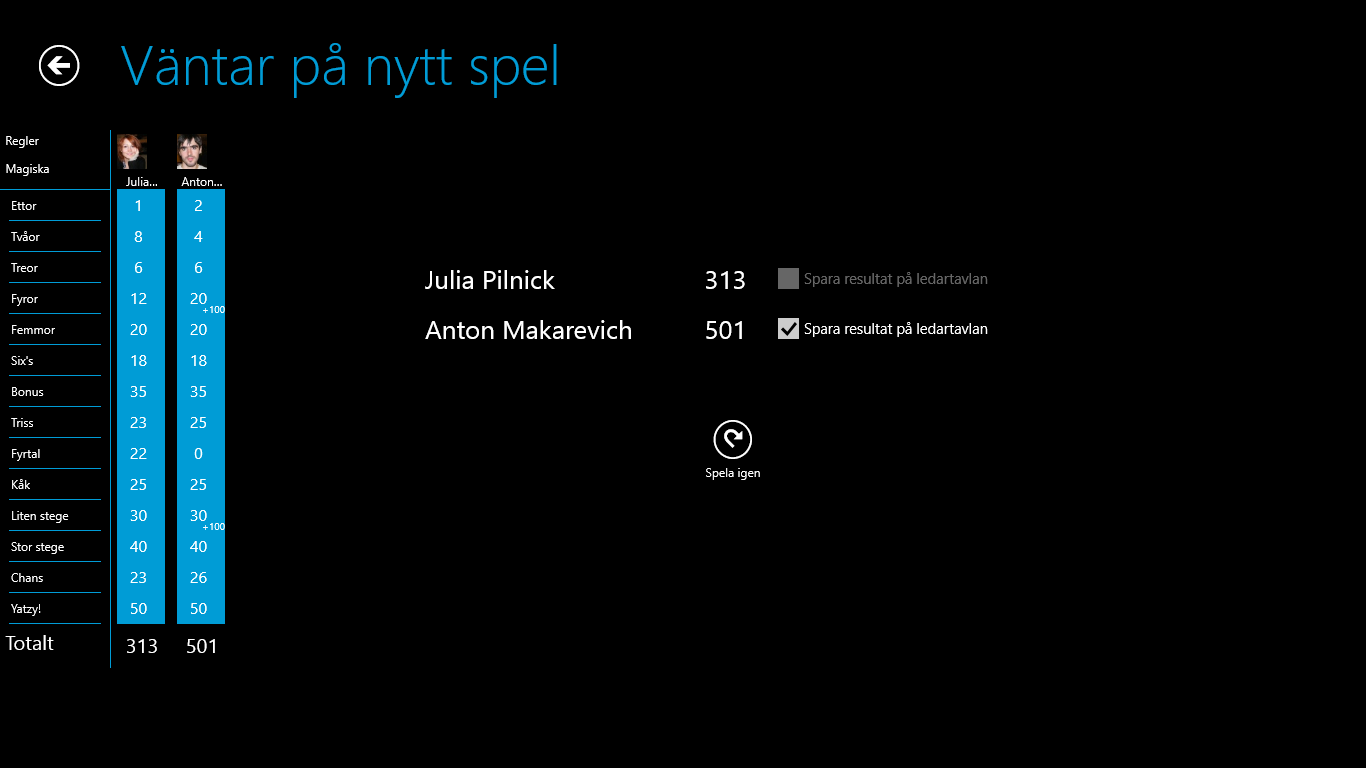 Väntar på nytt spel
Regler
Magiska
Julia... Anton...
Ettor 1 2
Tvåor 8 4
Treor 6 6
Fyror 12 20 +100
Femmor 20 20
Six's 18 18
Bonus 35 35
Triss 23 25
Fyrtal 22 0
Kåk 25 25
Liten stege 30 30 +100
Stor stege 40 40
Chans 23 26
Yatzy! 50 50
Totalt 313 501
Julia Pilnick 313 Spara resultat på ledartavlan
Anton Makarevich 501 Spara resultat på ledartavlan
Spela igen